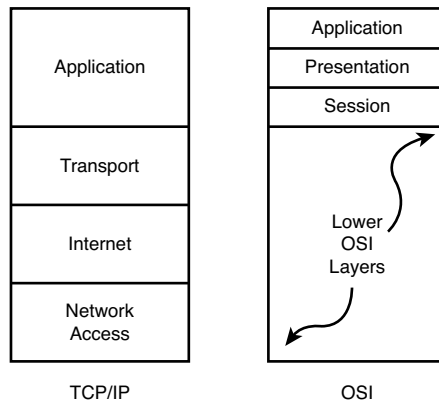 Application
Transport
Internet
Network
Access
TCP/IP
Application
Presentation
Session
Lower
OSI
Layers
OSI